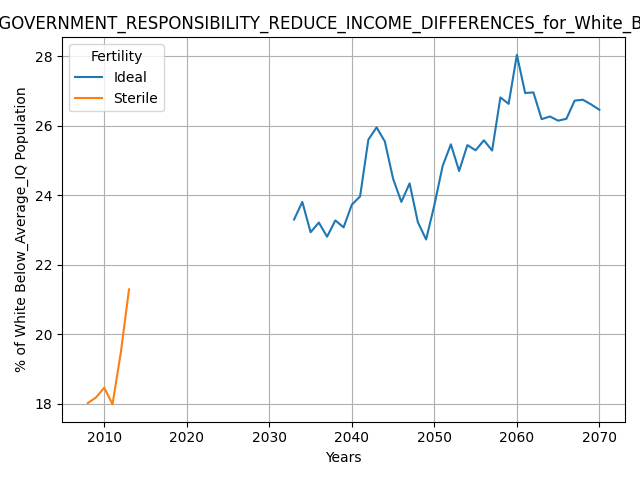 GOVERNMENT_RESPONSIBILITY_REDUCE_INCOME_DIFFERENCES_for_White_B
Fertility
Ideal
Sterile
28
26
24
22
20
18
% of White Below_Average_IQ Population
2010 2020 2030 2040 2050 2060 2070
Years